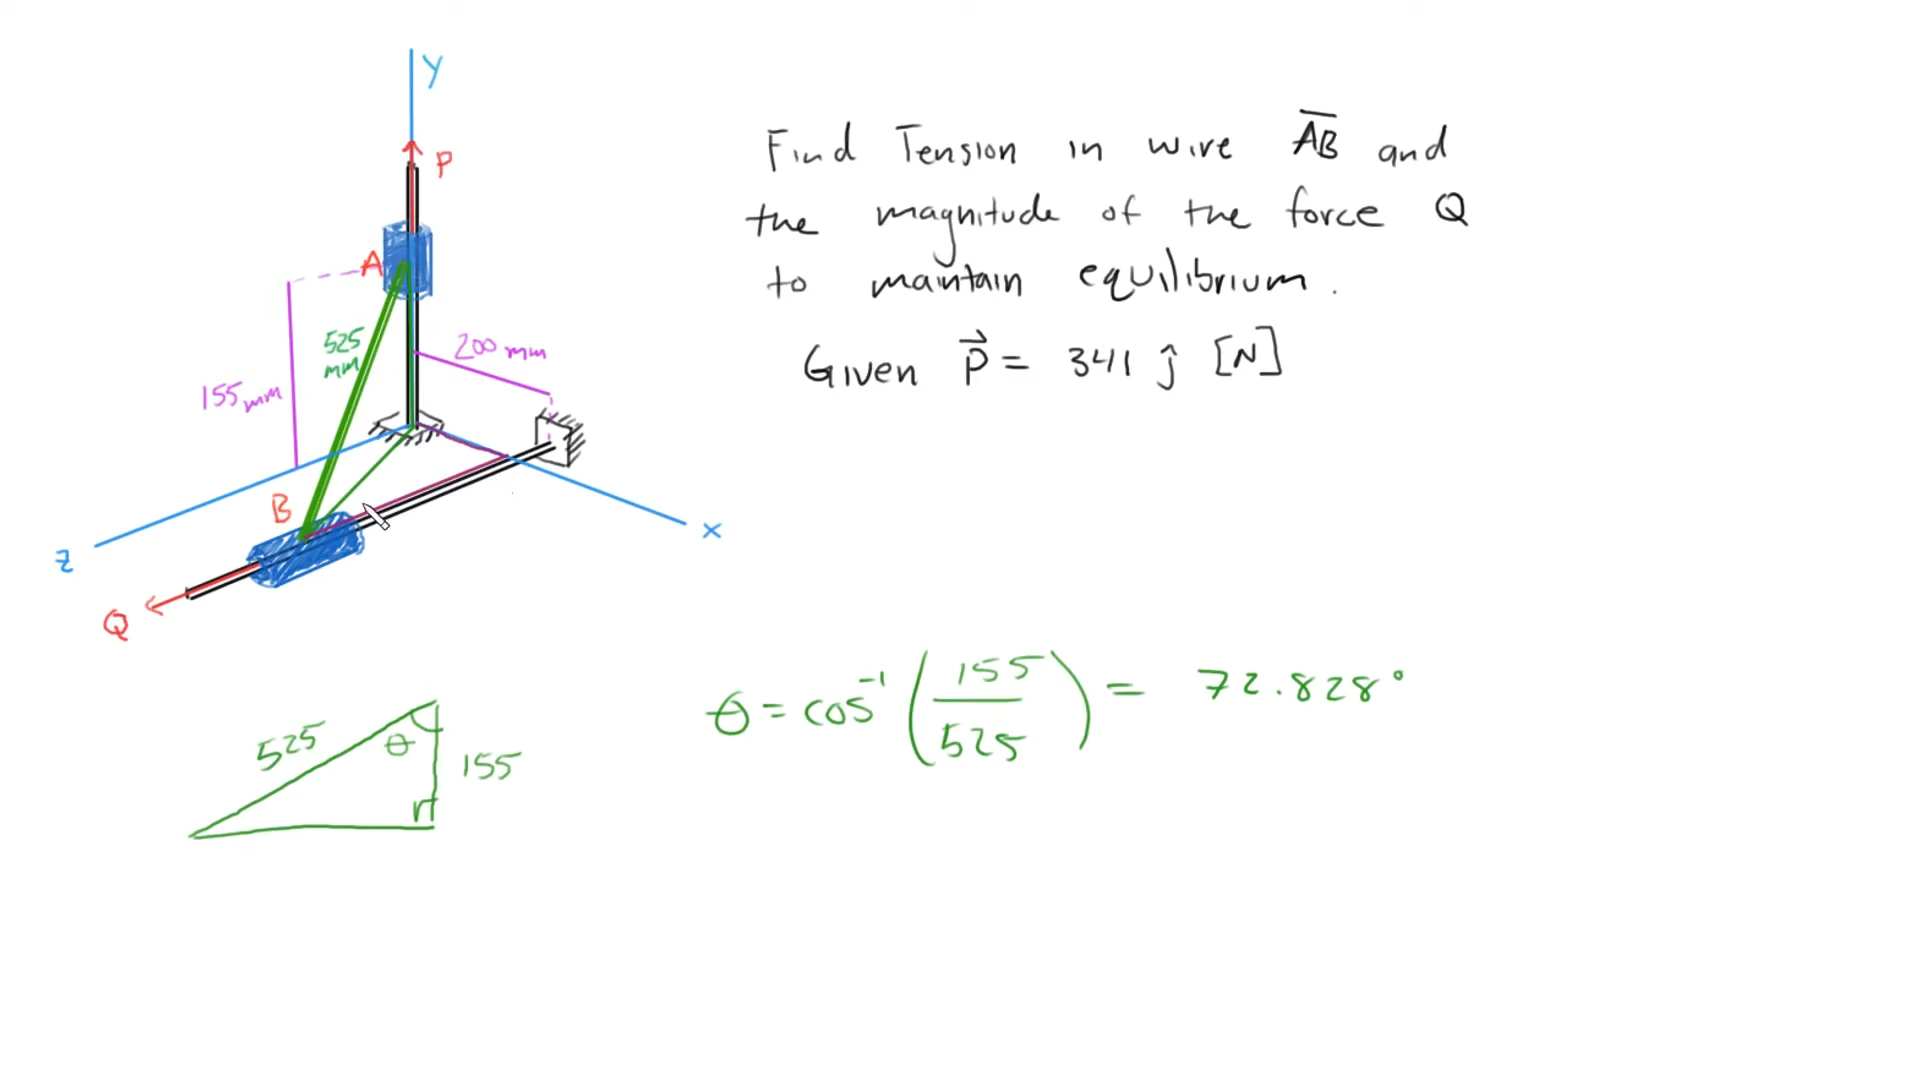 Y
P
A
525
mm
200 mm
155 mm
B
x
z
Q
Find Tension in wire A̅B̅ and
the magnitude of the force Q
to maintain equilibrium.
Given P⃗ = 341 ĵ [N]
525
θ
155
θ = cos⁻¹ (155/525) = 72.828°